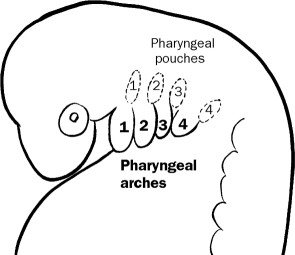 Pharyngeal
pouches
1 2 3 4
1 2 3 4
Pharyngeal
arches